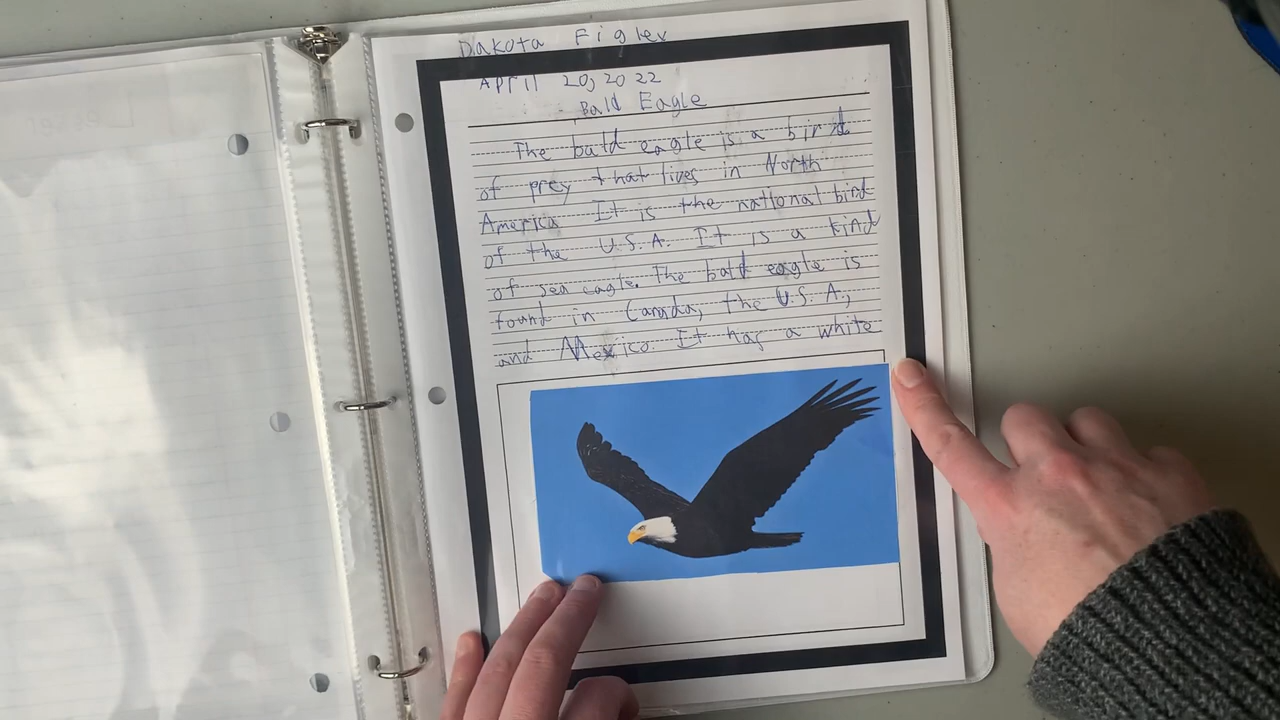 Dakota Figley
April 20, 2022
Bald Eagle
The bald eagle is a bird
of prey that lives in North
America. It is the national bird
of the U.S.A. It is a kind
of sea eagle. The bald eagle is
found in Canada, the U.S.A.,
and Mexico. It has a white